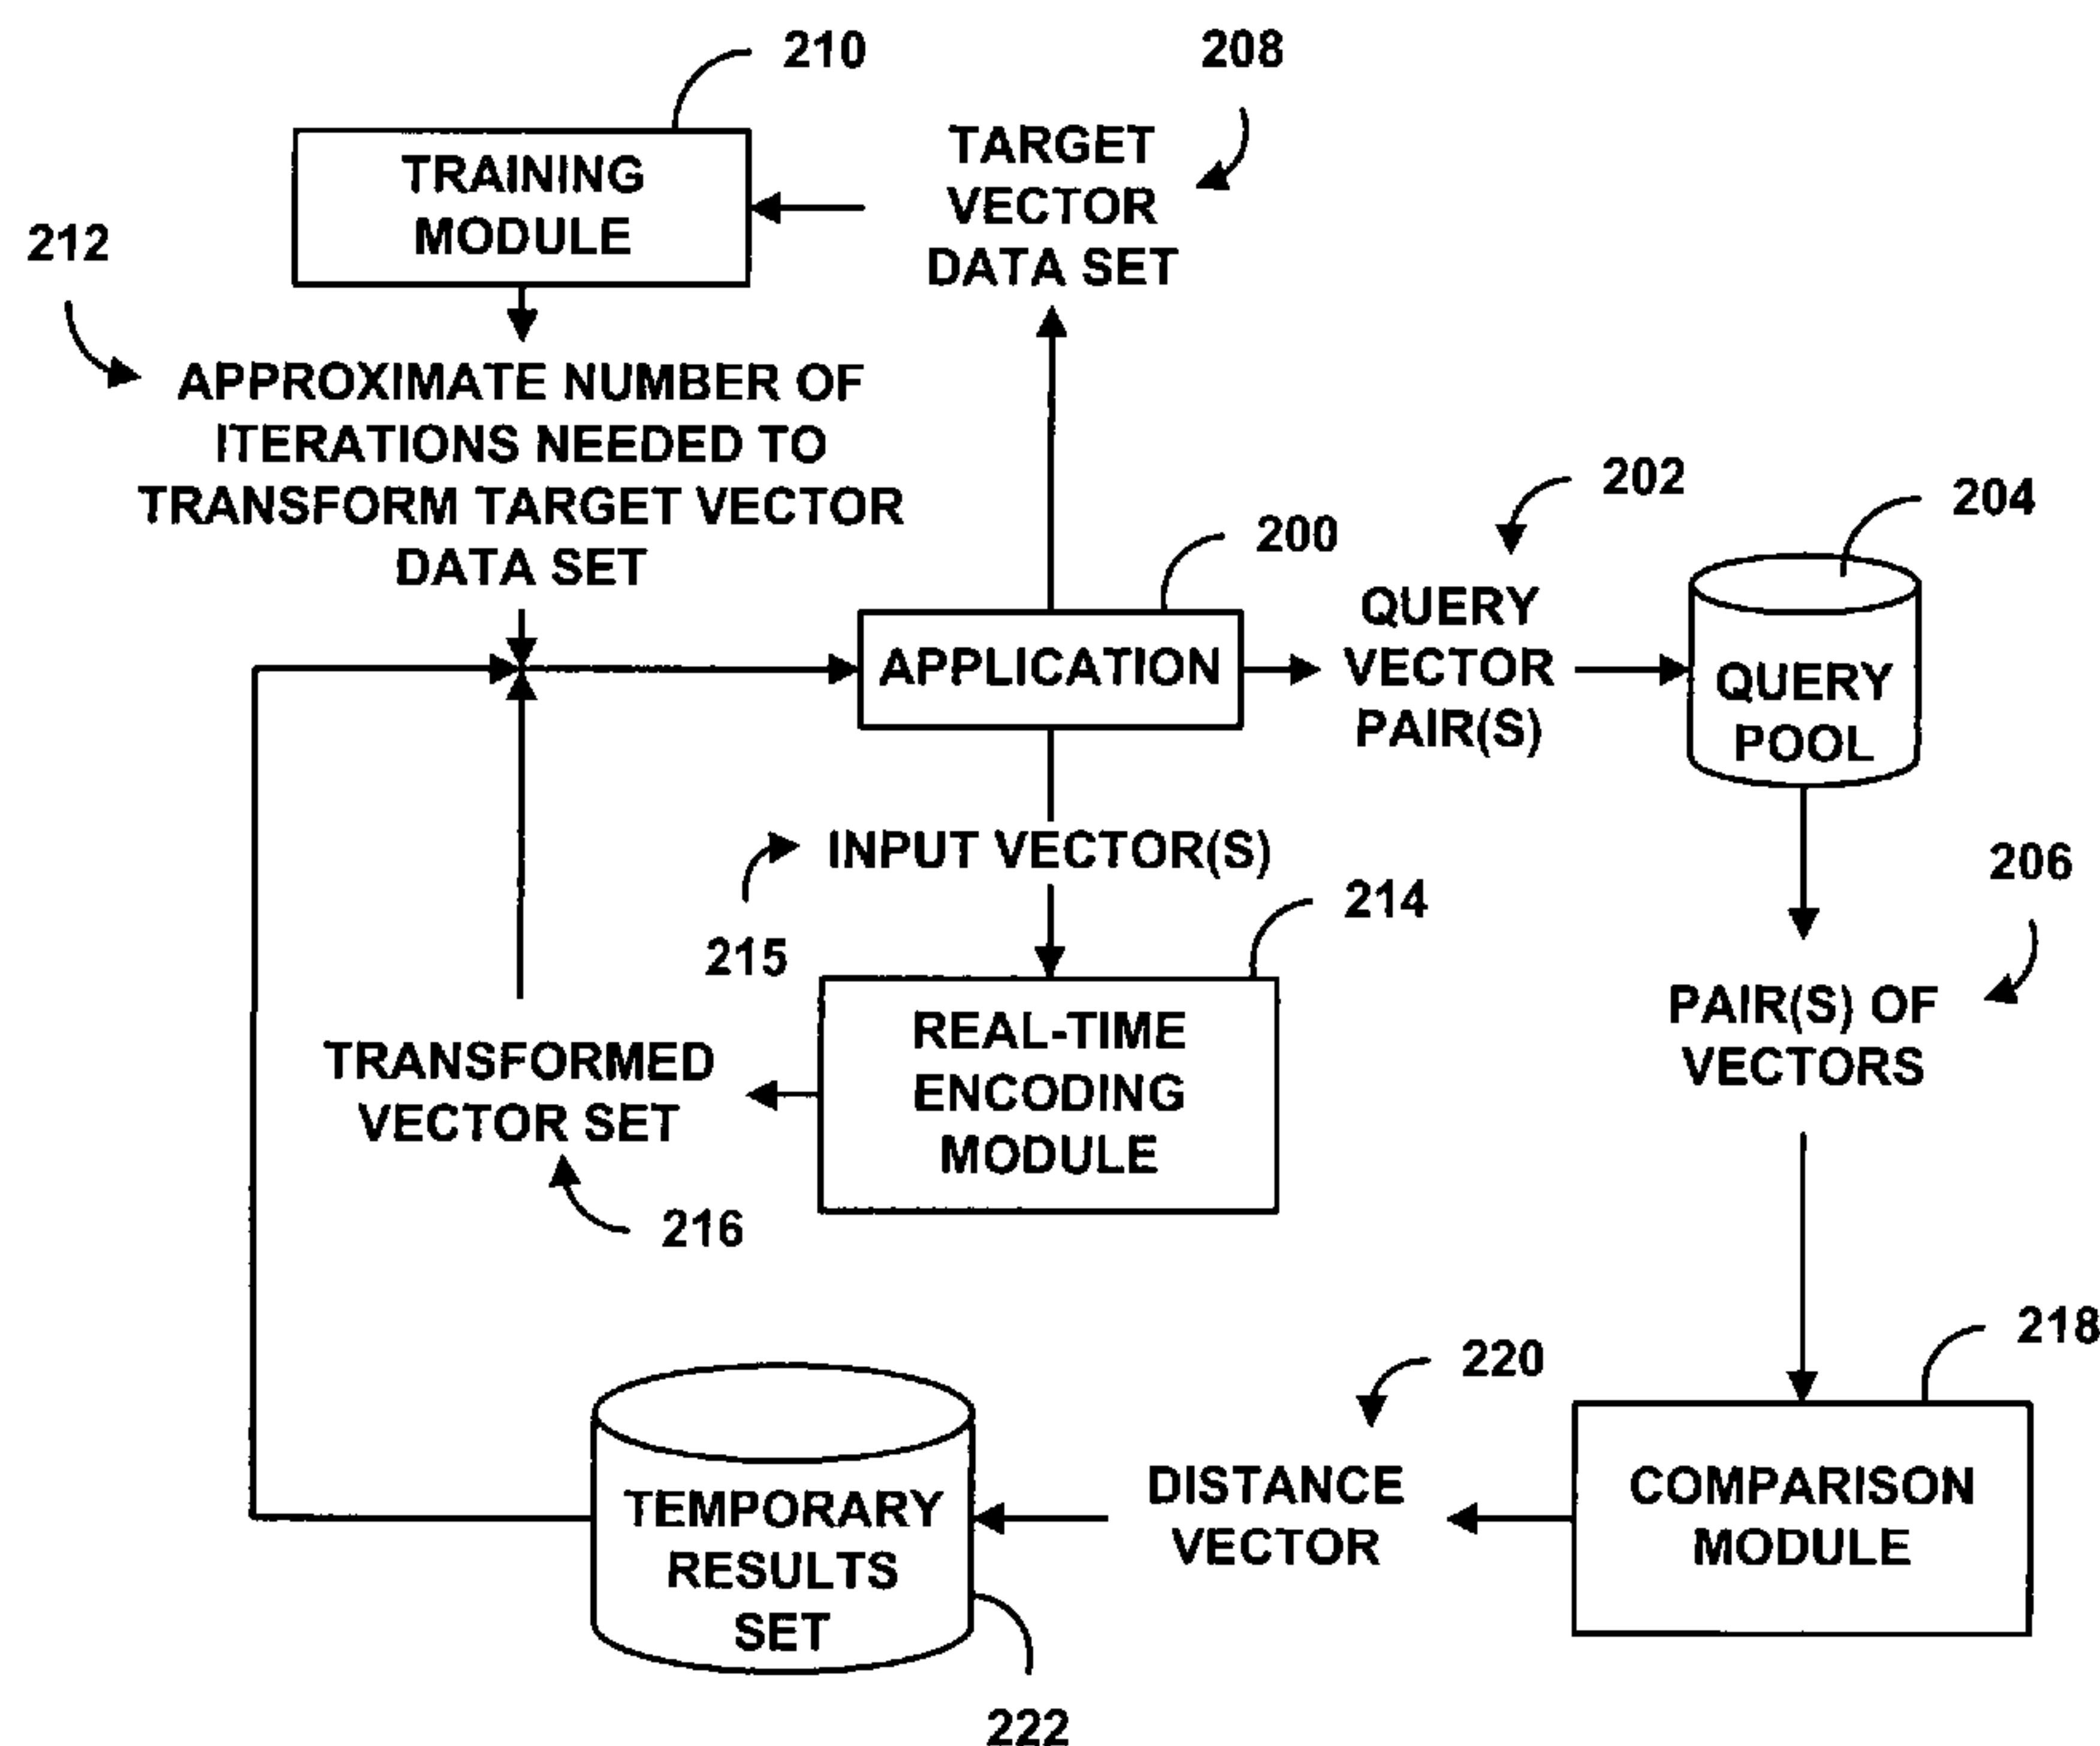 210
208
TRAINING
MODULE
TARGET
VECTOR
DATA SET
212
APPROXIMATE NUMBER OF
ITERATIONS NEEDED TO
TRANSFORM TARGET VECTOR
DATA SET
202
204
200
APPLICATION
QUERY
VECTOR
PAIR(S)
QUERY
POOL
INPUT VECTOR(S)
215
214
206
REAL-TIME
ENCODING
MODULE
PAIR(S) OF
VECTORS
TRANSFORMED
VECTOR SET
216
218
220
TEMPORARY
RESULTS
SET
DISTANCE
VECTOR
COMPARISON
MODULE
222